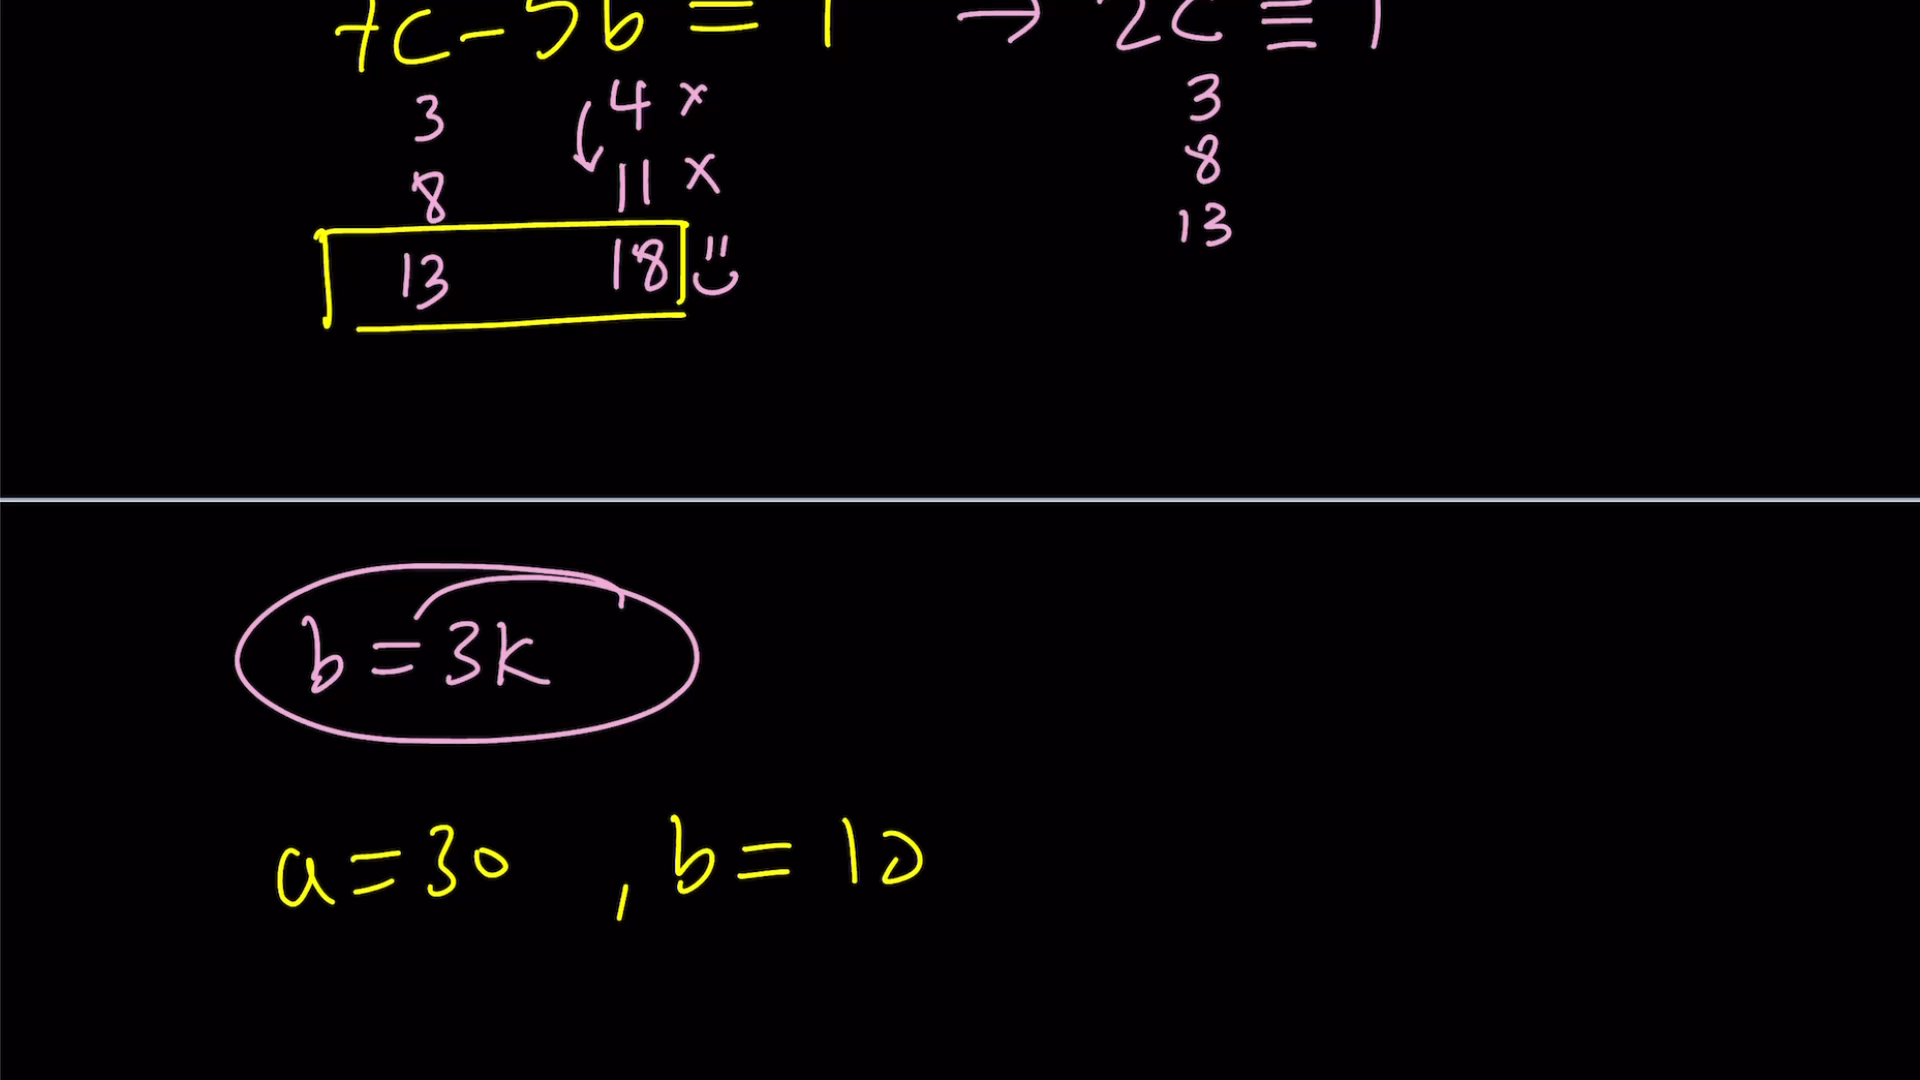 7c - 5b = 1 → 2c ≡ 1
3 4 x 3
8 11 x 8
13 18 13
b = 3k
a = 30 , b = 10